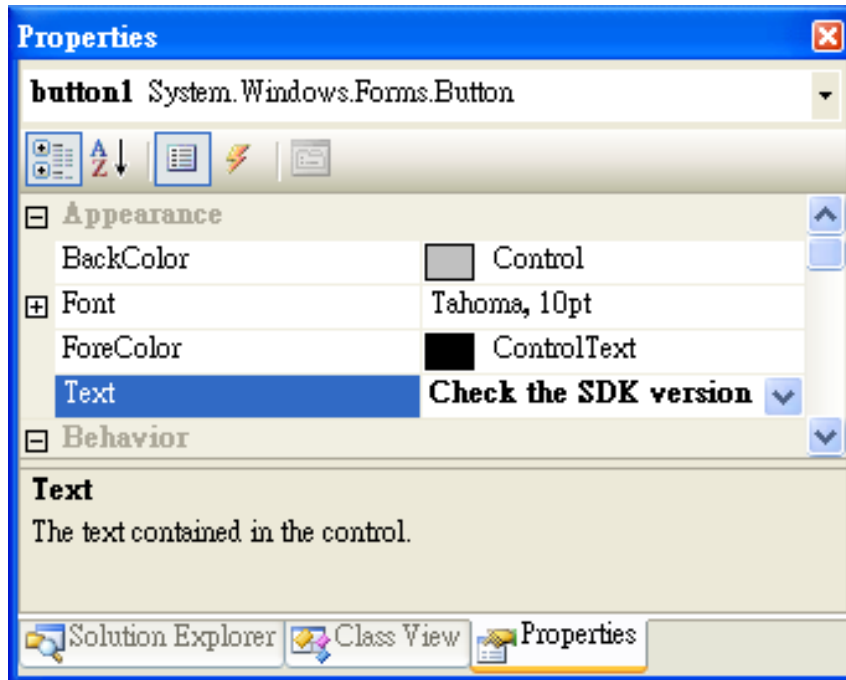 Properties
button1 System.Windows.Forms.Button
A
Z
Appearance
BackColor Control
Font Tahoma, 10pt
ForeColor ControlText
Text Check the SDK version
Behavior
Text
The text contained in the control.
Solution Explorer Class View Properties